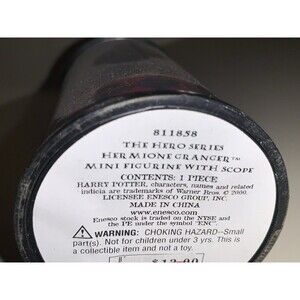 811858
THE HERO SERIES
HERMIONE GRANGER™
MINI FIGURINE WITH SCOPE
CONTENTS: 1 PIECE
HARRY POTTER, characters, names and related
indicia are trademarks of Warner Bros. © 2000.
LICENSEE ENESCO GROUP, INC.
MADE IN CHINA
www.enesco.com
Enesco stock is traded on the NYSE and
the PE under the symbol "ENC".
⚠ WARNING: CHOKING HAZARD–Small
part(s). Not for children under 3 yrs. This is
a collectible item and not a toy.